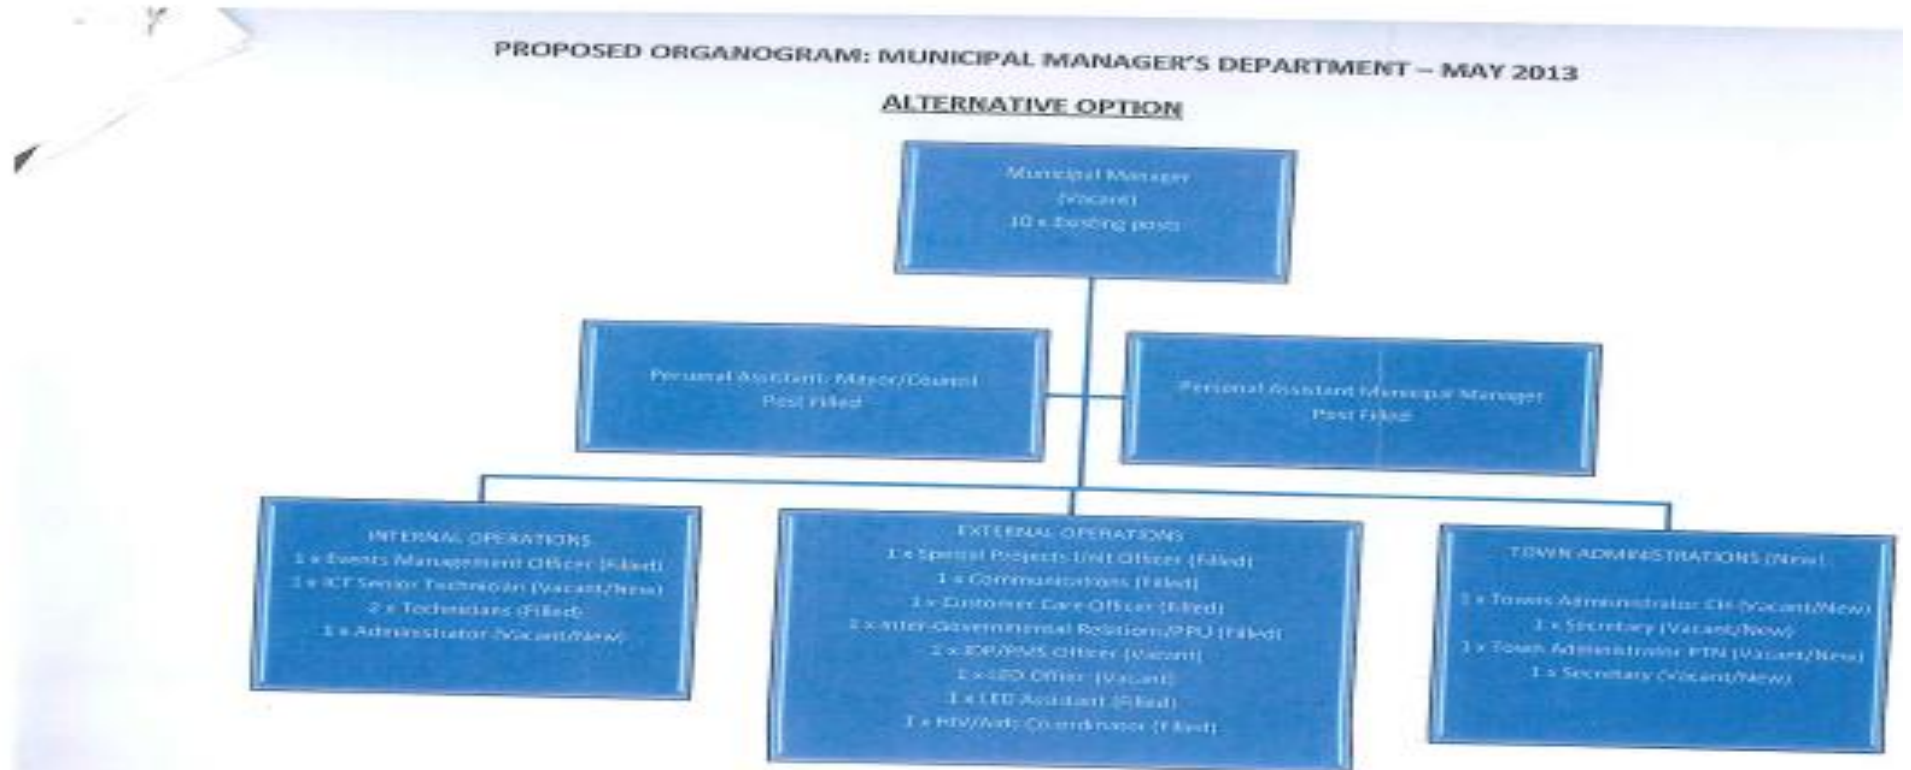 PROPOSED ORGANOGRAM: MUNICIPAL MANAGER'S DEPARTMENT – MAY 2013
ALTERNATIVE OPTION
Municipal Manager
(Vacant)
10 x Existing posts
Personal Assistant: Mayor/Council
Post Filled
Personal Assistant Municipal Manager
Post Filled
INTERNAL OPERATIONS
1 x Events Management Officer (Filled)
1 x ICT Senior Technician (Vacant/New)
2 x Technicians (Filled)
1 x Administrator (Vacant/New)
EXTERNAL OPERATIONS
1 x Special Projects Unit Officer (Filled)
1 x Communications (Filled)
1 x Customer Care Officer (Filled)
1 x Inter-Governmental Relations/PPU (Filled)
1 x IDP/PMS Officer (Vacant)
1 x LED Officer (Vacant)
1 x LED Assistant (Filled)
1 x HIV/Aids Co-ordinator (Filled)
TOWN ADMINISTRATIONS (New)
1 x Administrator (Vacant/New)
1 x Secretary (Vacant/New)
1 x Town Administrator PTN (Vacant/New)
1 x Secretary (Vacant/New)